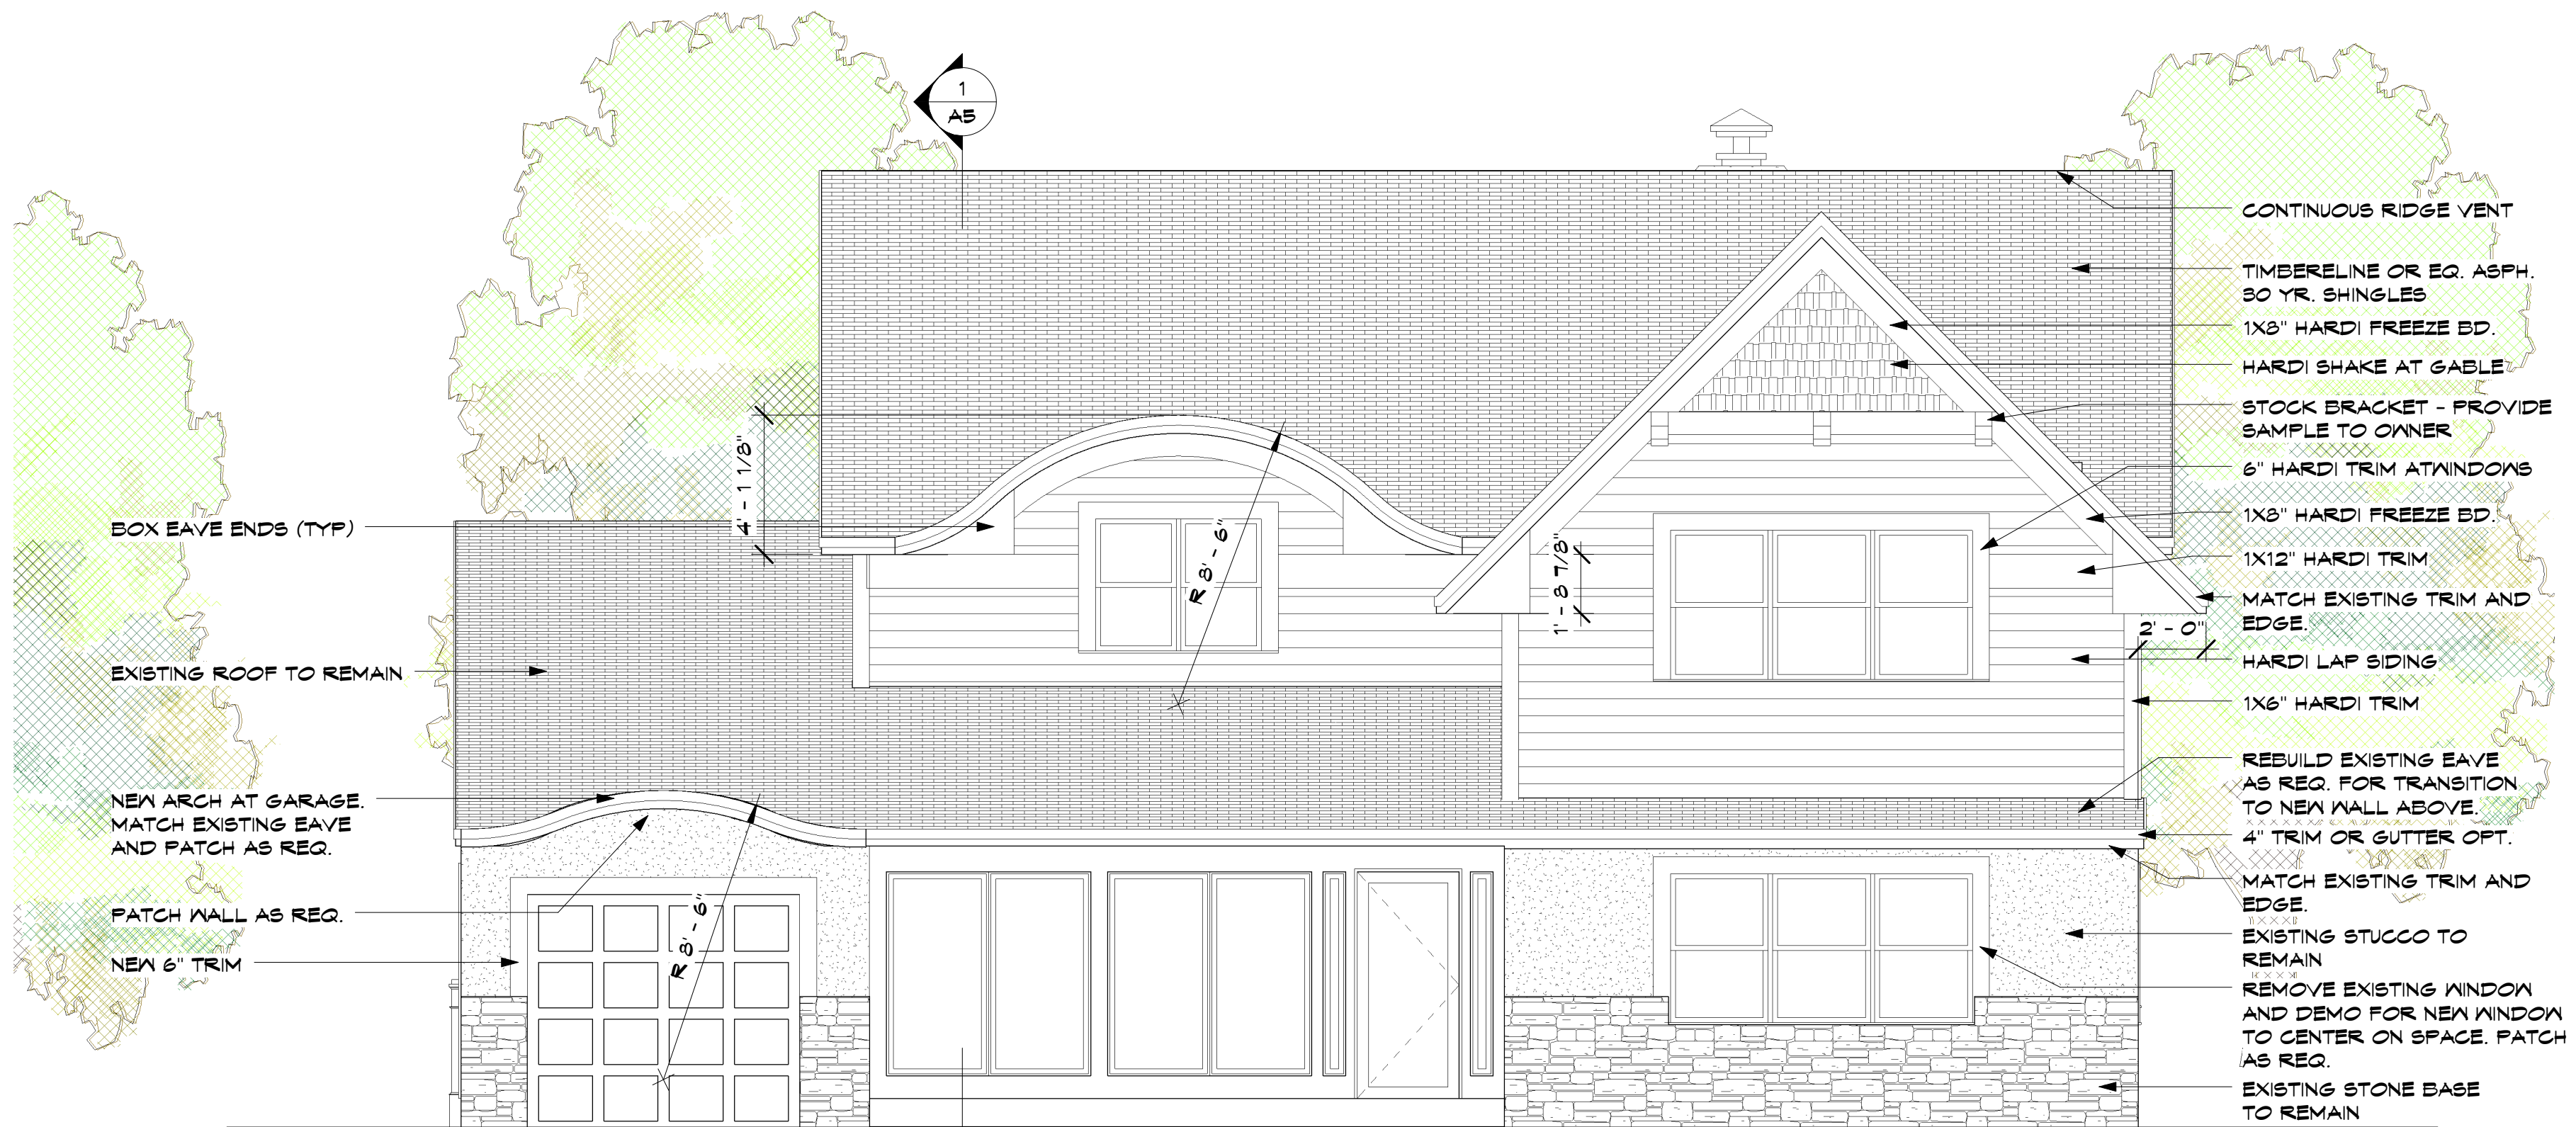 1
A5
BOX EAVE ENDS (TYP)
EXISTING ROOF TO REMAIN
NEW ARCH AT GARAGE.
MATCH EXISTING EAVE
AND PATCH AS REQ.
PATCH WALL AS REQ.
NEW 6" TRIM
4' - 1 1/8"
R 8' - 6"
1' - 8 7/8"
R 8' - 6"
2' - 0"
CONTINUOUS RIDGE VENT
TIMBERELINE OR EQ. ASPH.
30 YR. SHINGLES
1X8" HARDI FREEZE BD.
HARDI SHAKE AT GABLE
STOCK BRACKET - PROVIDE
SAMPLE TO OWNER
6" HARDI TRIM ATWINDOWS
1X8" HARDI FREEZE BD.
1X12" HARDI TRIM
MATCH EXISTING TRIM AND
EDGE.
HARDI LAP SIDING
1X6" HARDI TRIM
REBUILD EXISTING EAVE
AS REQ. FOR TRANSITION
TO NEW WALL ABOVE.
4" TRIM OR GUTTER OPT.
MATCH EXISTING TRIM AND
EDGE.
EXISTING STUCCO TO
REMAIN
REMOVE EXISTING WINDOW
AND DEMO FOR NEW WINDOW
TO CENTER ON SPACE. PATCH
AS REQ.
EXISTING STONE BASE
TO REMAIN